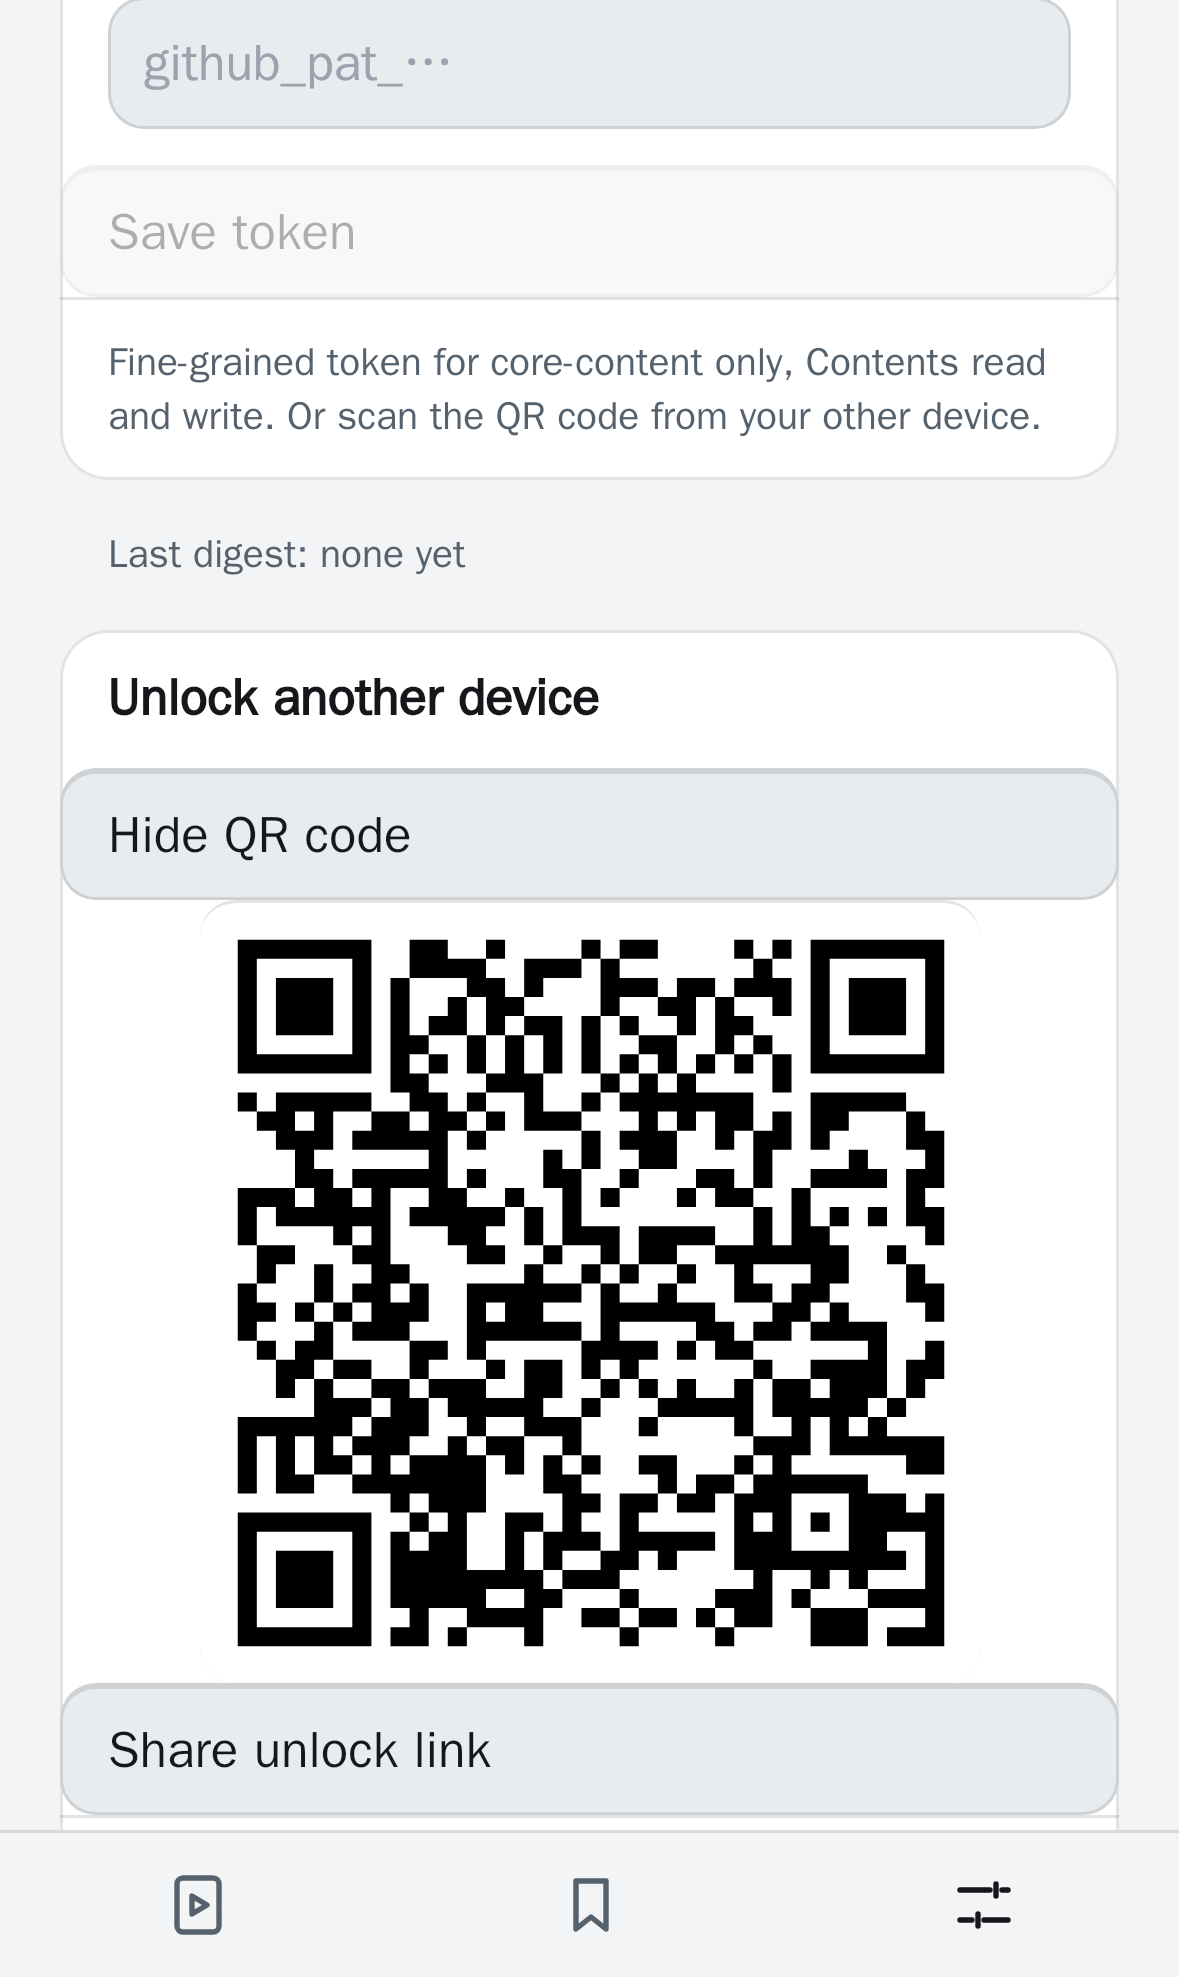 github_pat_···
Save token
Fine-grained token for core-content only, Contents read
and write. Or scan the QR code from your other device.
Last digest: none yet
Unlock another device
Hide QR code
Share unlock link